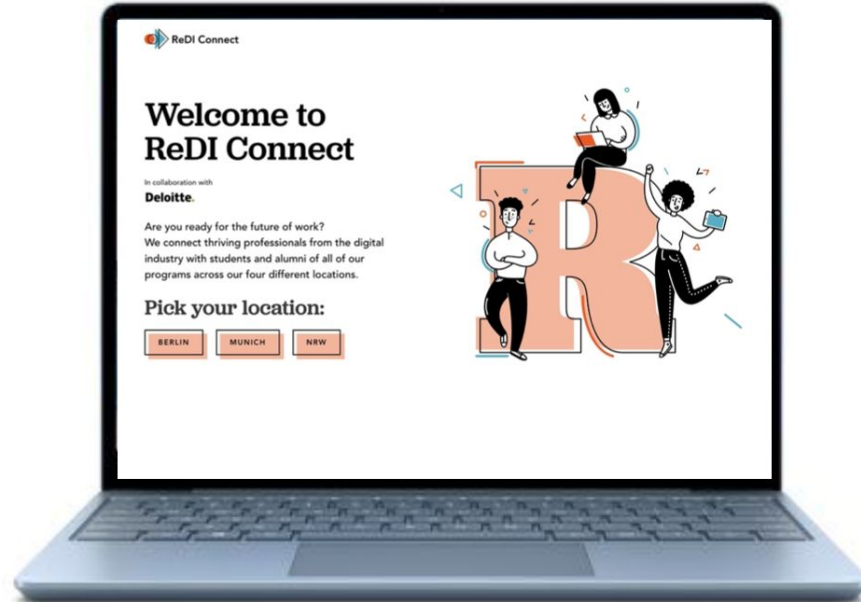 ReDI Connect
Welcome to
ReDI Connect
In collaboration with
Deloitte.
Are you ready for the future of work?
We connect thriving professionals from the digital
industry with students and alumni of all of our
programs across our four different locations.
Pick your location:
BERLIN MUNICH NRW